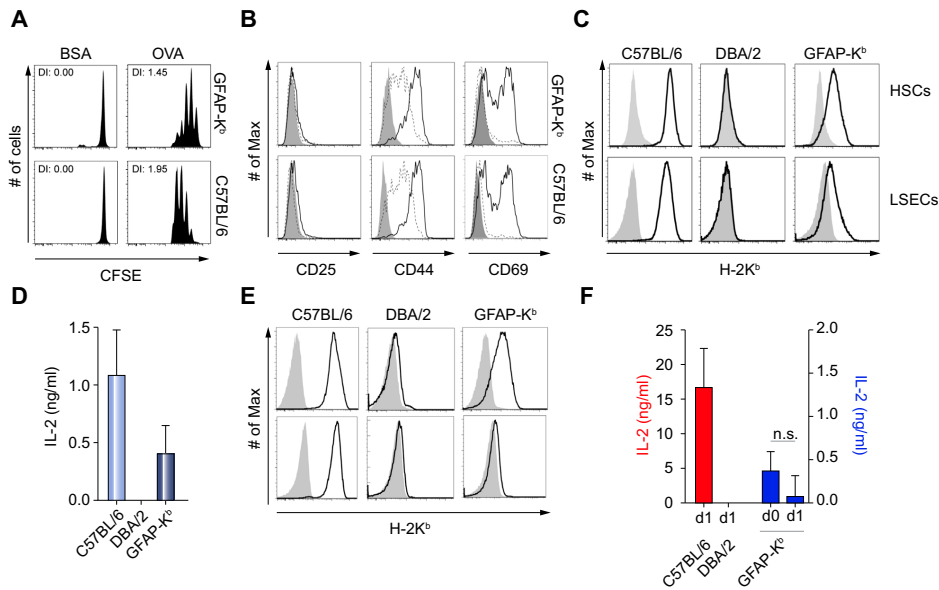 A
BSA
OVA
DI: 0.00
DI: 1.45
GFAP-Kᵇ
DI: 0.00
DI: 1.95
C57BL/6
# of cells
CFSE
B
GFAP-Kᵇ
C57BL/6
# of Max
CD25
CD44
CD69
C
C57BL/6
DBA/2
GFAP-Kᵇ
HSCs
LSECs
# of Max
H-2Kᵇ
D
IL-2 (ng/ml)
1.5
1.0
0.5
0.0
C57BL/6
DBA/2
GFAP-Kᵇ
E
C57BL/6
DBA/2
GFAP-Kᵇ
# of Max
H-2Kᵇ
F
IL-2 (ng/ml)
25
20
15
10
5
0
2.0
1.5
1.0
0.5
0.0
IL-2 (ng/ml)
n.s.
d1
d1
d0
d1
C57BL/6
DBA/2
GFAP-Kᵇ